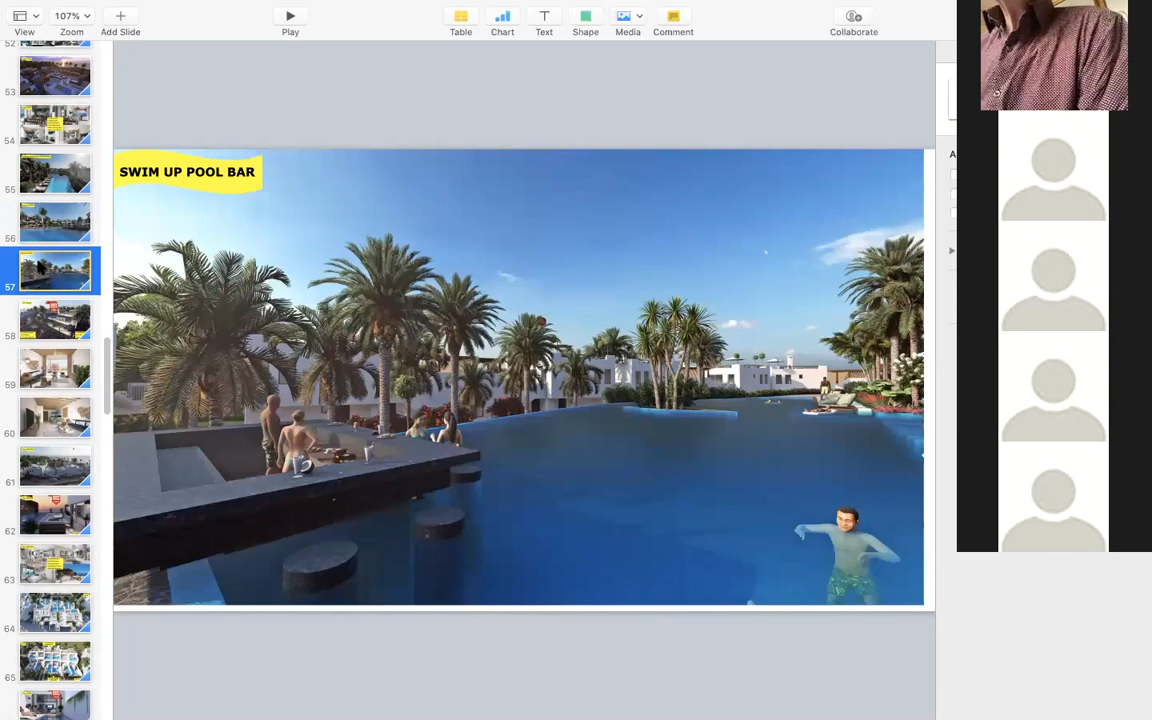 107%
View
Zoom
Add Slide
Play
Table
Chart
Text
Shape
Media
Comment
Collaborate
52
53
54
55
56
57
58
59
60
61
62
63
64
65
SWIM UP POOL BAR
A